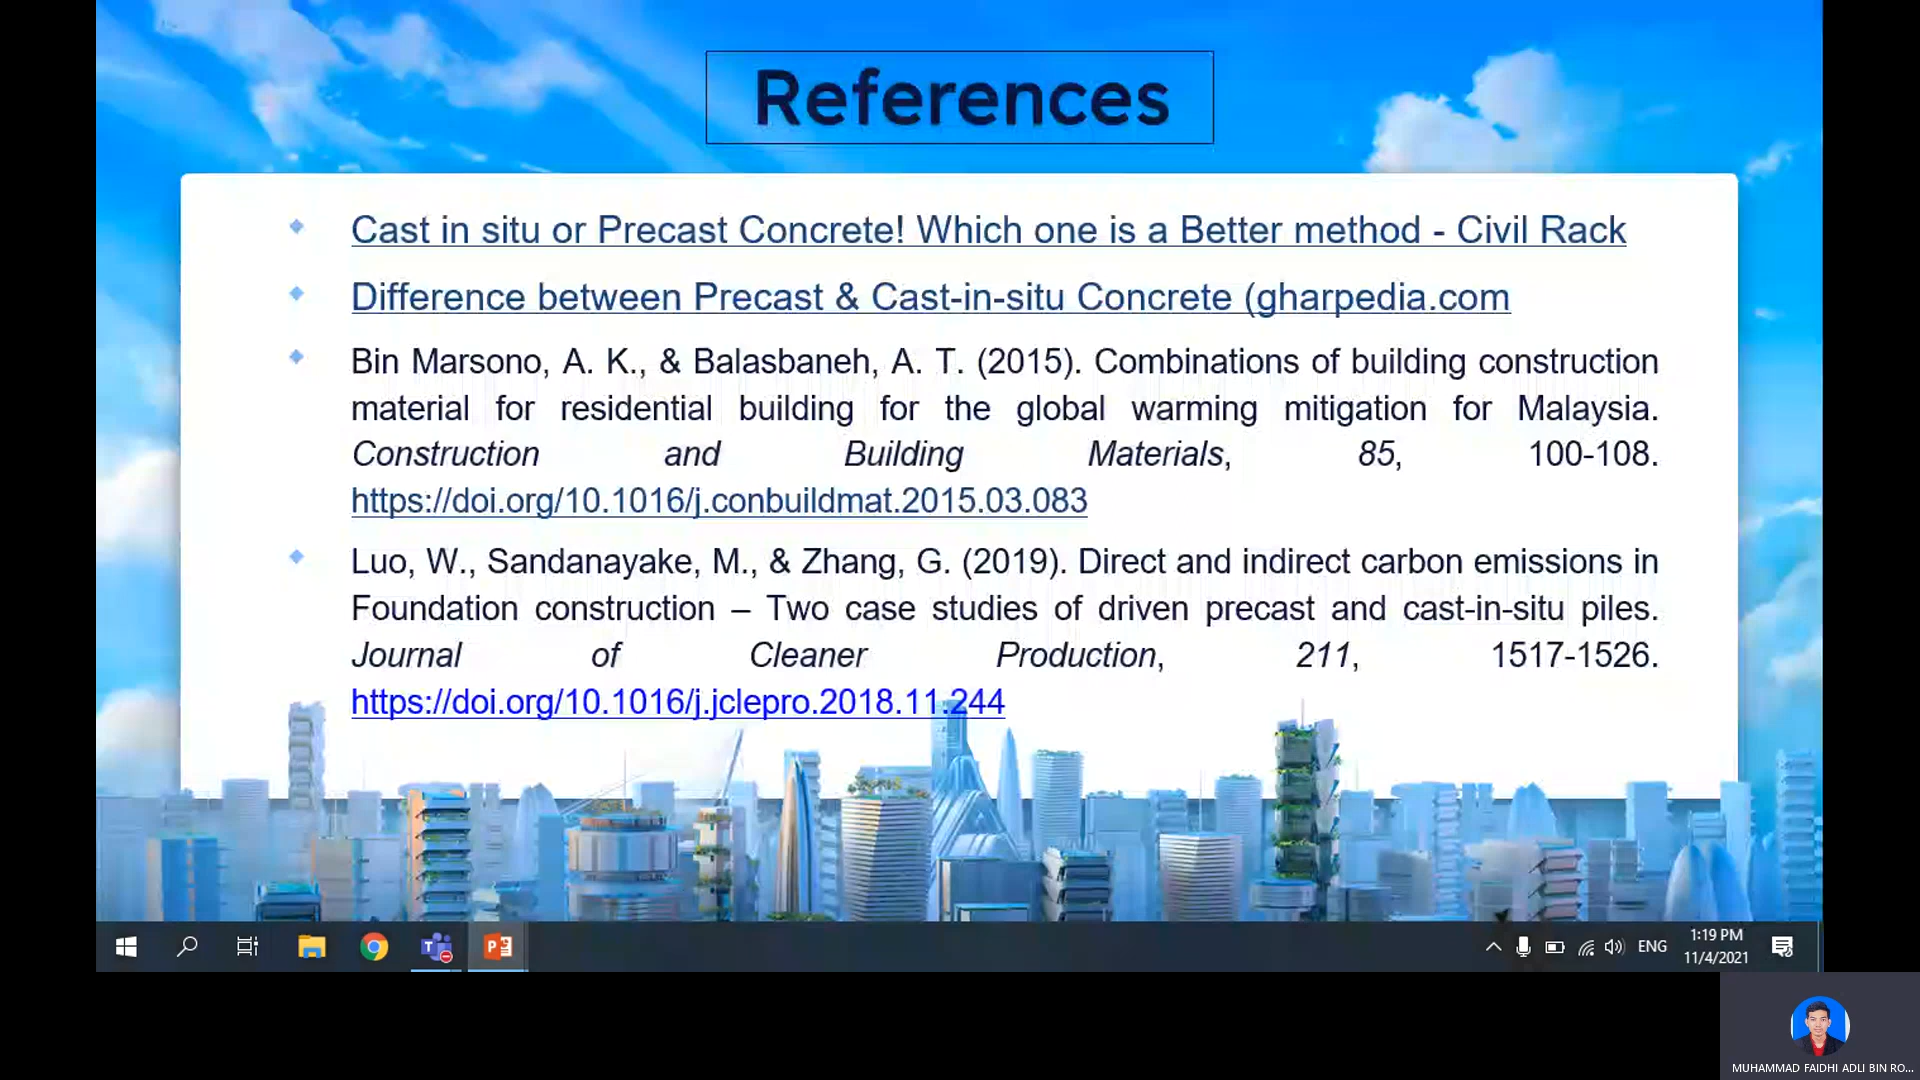 References
Cast in situ or Precast Concrete! Which one is a Better method - Civil Rack
Difference between Precast & Cast-in-situ Concrete (gharpedia.com
Bin Marsono, A. K., & Balasbaneh, A. T. (2015). Combinations of building construction
material for residential building for the global warming mitigation for Malaysia.
Construction and Building Materials, 85, 100-108.
https://doi.org/10.1016/j.conbuildmat.2015.03.083
Luo, W., Sandanayake, M., & Zhang, G. (2019). Direct and indirect carbon emissions in
Foundation construction – Two case studies of driven precast and cast-in-situ piles.
Journal of Cleaner Production, 211, 1517-1526.
https://doi.org/10.1016/j.jclepro.2018.11.244
ENG
1:19 PM
11/4/2021
MUHAMMAD FAIDHI ADLI BIN RO...